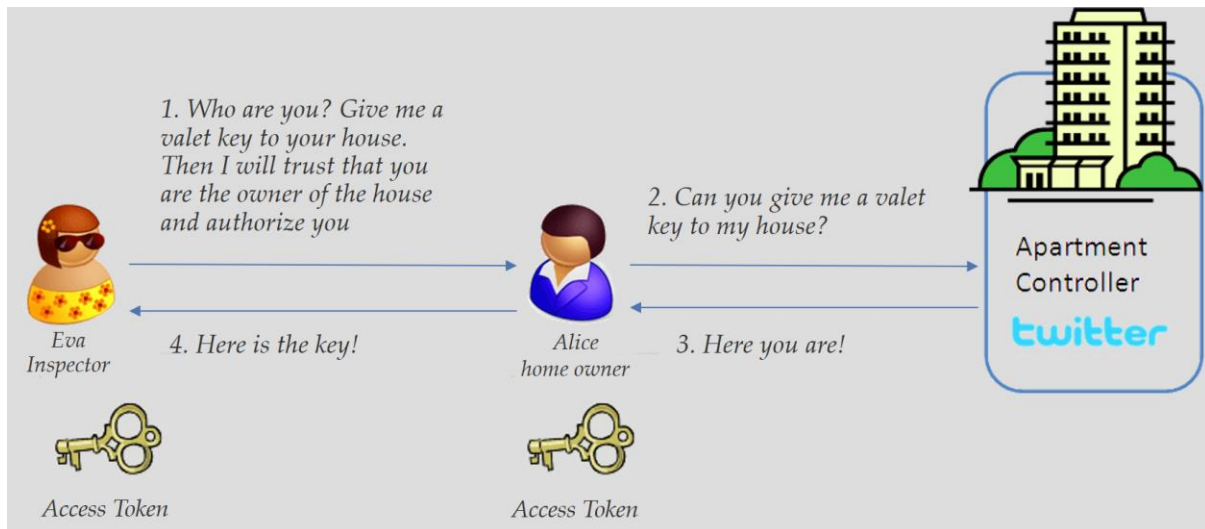 1. Who are you? Give me a
valet key to your house.
Then I will trust that you
are the owner of the house
and authorize you
2. Can you give me a valet
key to my house?
Apartment
Controller
twitter
Eva
Inspector
4. Here is the key!
Alice
home owner
3. Here you are!
Access Token
Access Token